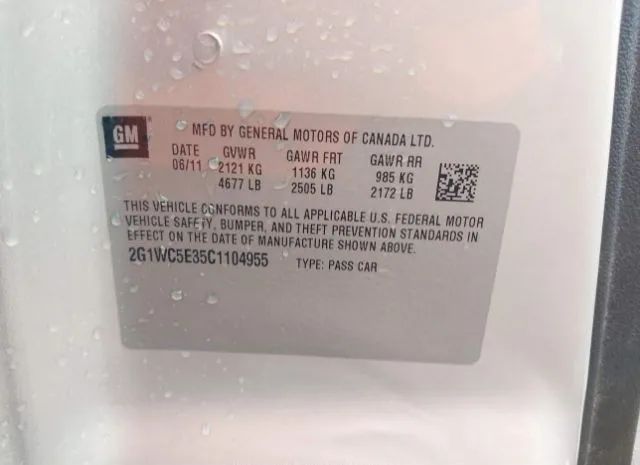 GM
MFD BY GENERAL MOTORS OF CANADA LTD.
DATE GVWR GAWR FRT GAWR RR
06/11 2121 KG 1136 KG 985 KG
4677 LB 2505 LB 2172 LB
THIS VEHICLE CONFORMS TO ALL APPLICABLE U.S. FEDERAL MOTOR
VEHICLE SAFETY, BUMPER, AND THEFT PREVENTION STANDARDS IN
EFFECT ON THE DATE OF MANUFACTURE SHOWN ABOVE.
2G1WC5E35C1104955 TYPE: PASS CAR